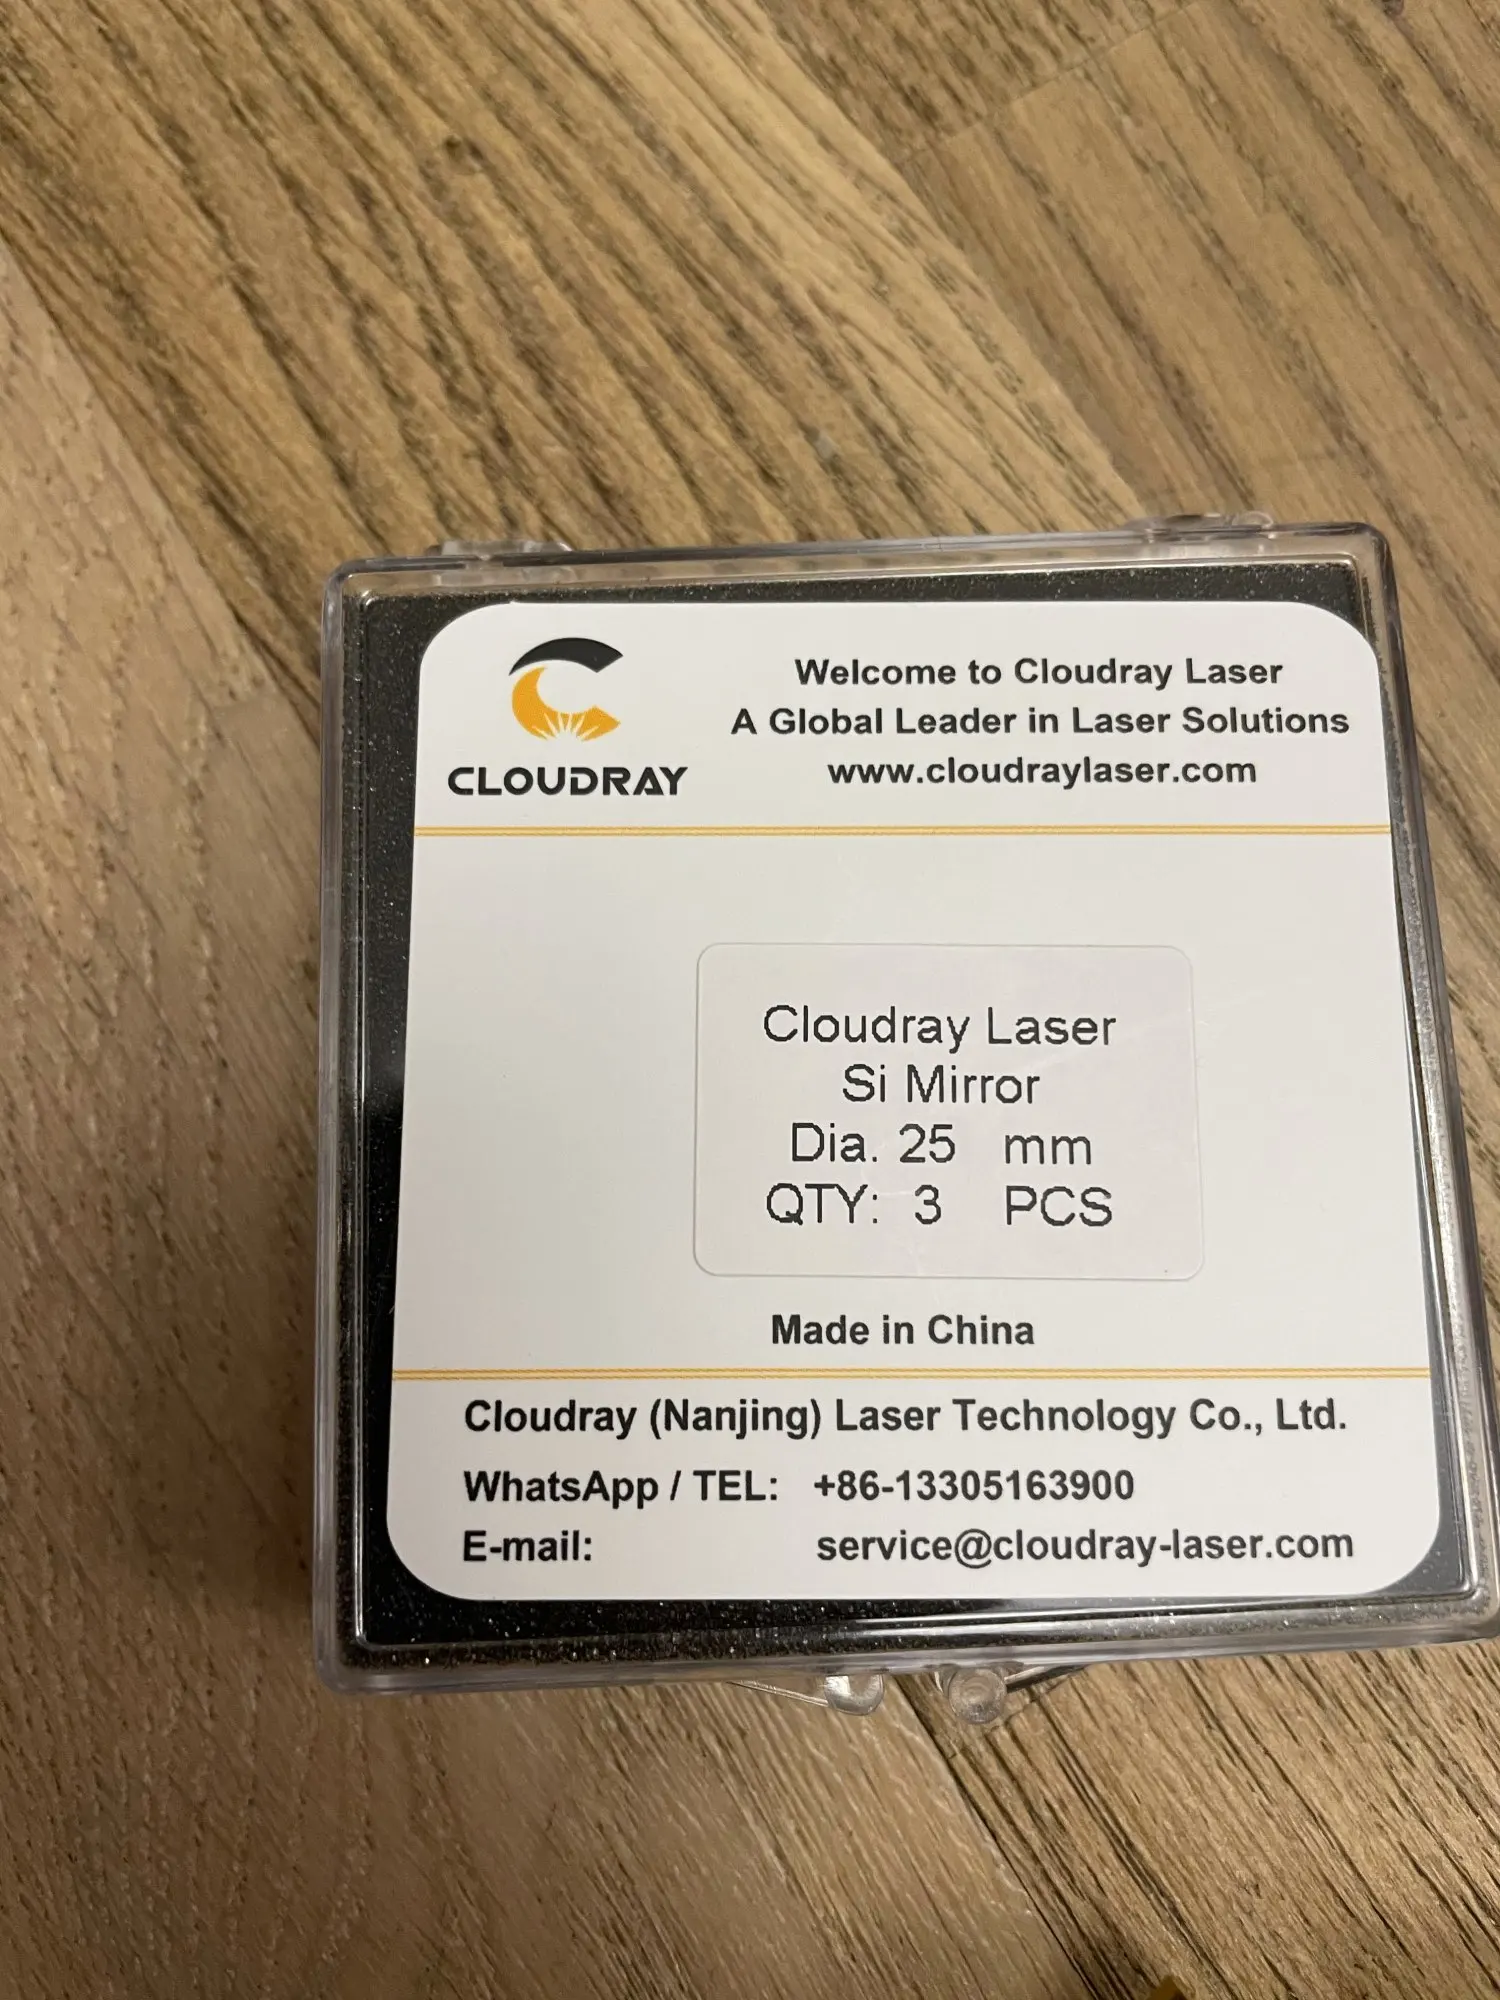 CLOUDRAY
Welcome to Cloudray Laser
A Global Leader in Laser Solutions
www.cloudraylaser.com
Cloudray Laser
Si Mirror
Dia. 25 mm
QTY: 3 PCS
Made in China
Cloudray (Nanjing) Laser Technology Co., Ltd.
WhatsApp / TEL: +86-13305163900
E-mail: service@cloudray-laser.com